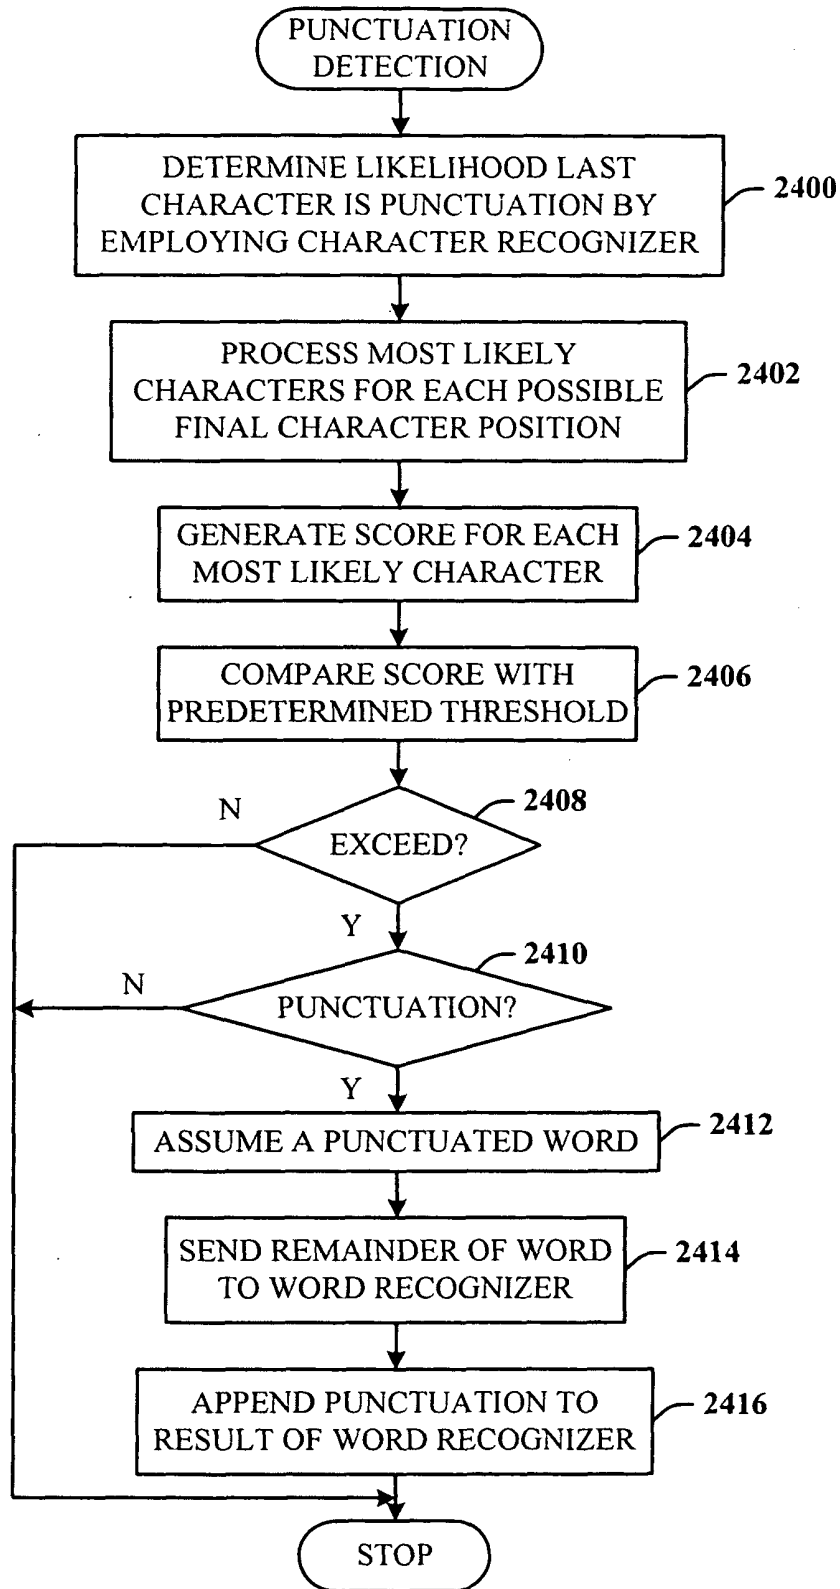 PUNCTUATION
DETECTION
DETERMINE LIKELIHOOD LAST
CHARACTER IS PUNCTUATION BY
EMPLOYING CHARACTER RECOGNIZER
2400
PROCESS MOST LIKELY
CHARACTERS FOR EACH POSSIBLE
FINAL CHARACTER POSITION
2402
GENERATE SCORE FOR EACH
MOST LIKELY CHARACTER
2404
COMPARE SCORE WITH
PREDETERMINED THRESHOLD
2406
N
EXCEED?
2408
Y
N
PUNCTUATION?
2410
Y
ASSUME A PUNCTUATED WORD
2412
SEND REMAINDER OF WORD
TO WORD RECOGNIZER
2414
APPEND PUNCTUATION TO
RESULT OF WORD RECOGNIZER
2416
STOP